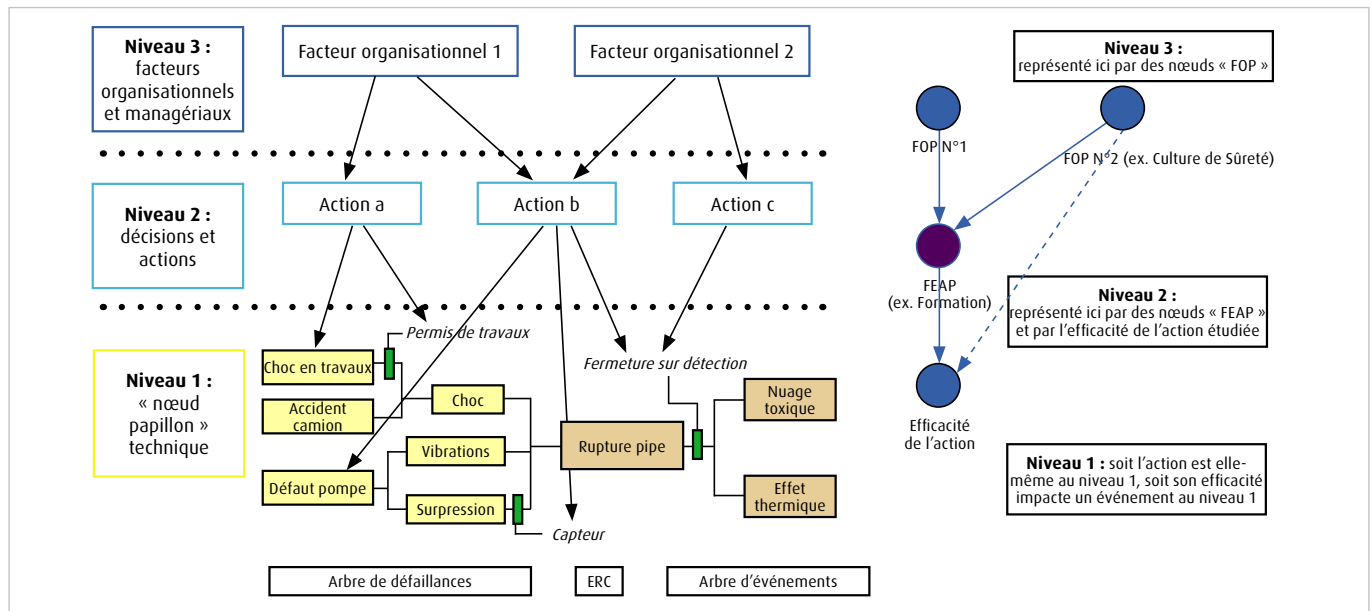 Niveau 3 :
facteurs
organisationnels
et managériaux
Facteur organisationnel 1
Facteur organisationnel 2
Niveau 2 :
décisions et
actions
Action a
Action b
Action c
Niveau 1 :
« nœud
papillon »
technique
Permis de travaux
Choc en travaux
Accident
camion
Défaut pompe
Choc
Vibrations
Surpression
Capteur
Fermeture sur détection
Rupture pipe
Nuage
toxique
Effet
thermique
Arbre de défaillances
ERC
Arbre d’événements
Niveau 3 :
représenté ici par des nœuds « FOP »
FOP N°1
FOP N°2 (ex. Culture de Sûreté)
FEAP
(ex. Formation)
Niveau 2 :
représenté ici par des nœuds « FEAP »
et par l’efficacité de l’action étudiée
Efficacité
de l’action
Niveau 1 : soit l’action est elle-
même au niveau 1, soit son efficacité
impacte un événement au niveau 1